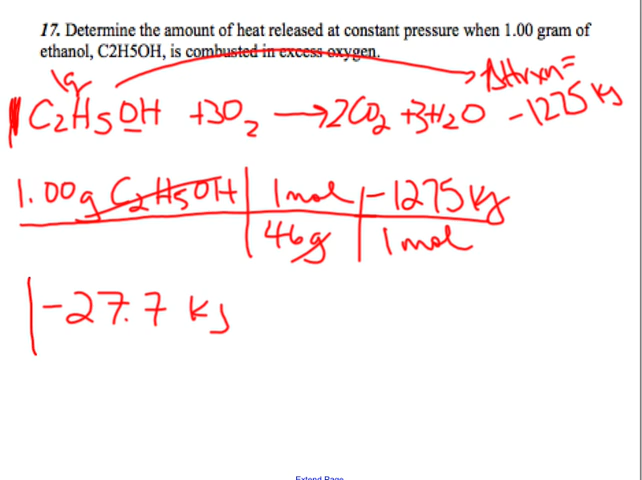 17. Determine the amount of heat released at constant pressure when 1.00 gram of
ethanol, C2H5OH, is combusted in excess oxygen.
1g
ΔHrxn =
1 C₂H₅OH + 3O₂ → 2CO₂ + 3H₂O -1275 kJ
1.00g C₂H₅OH | 1 mol | -1275 kJ
46g | 1 mol
-27.7 kJ
Extend Page